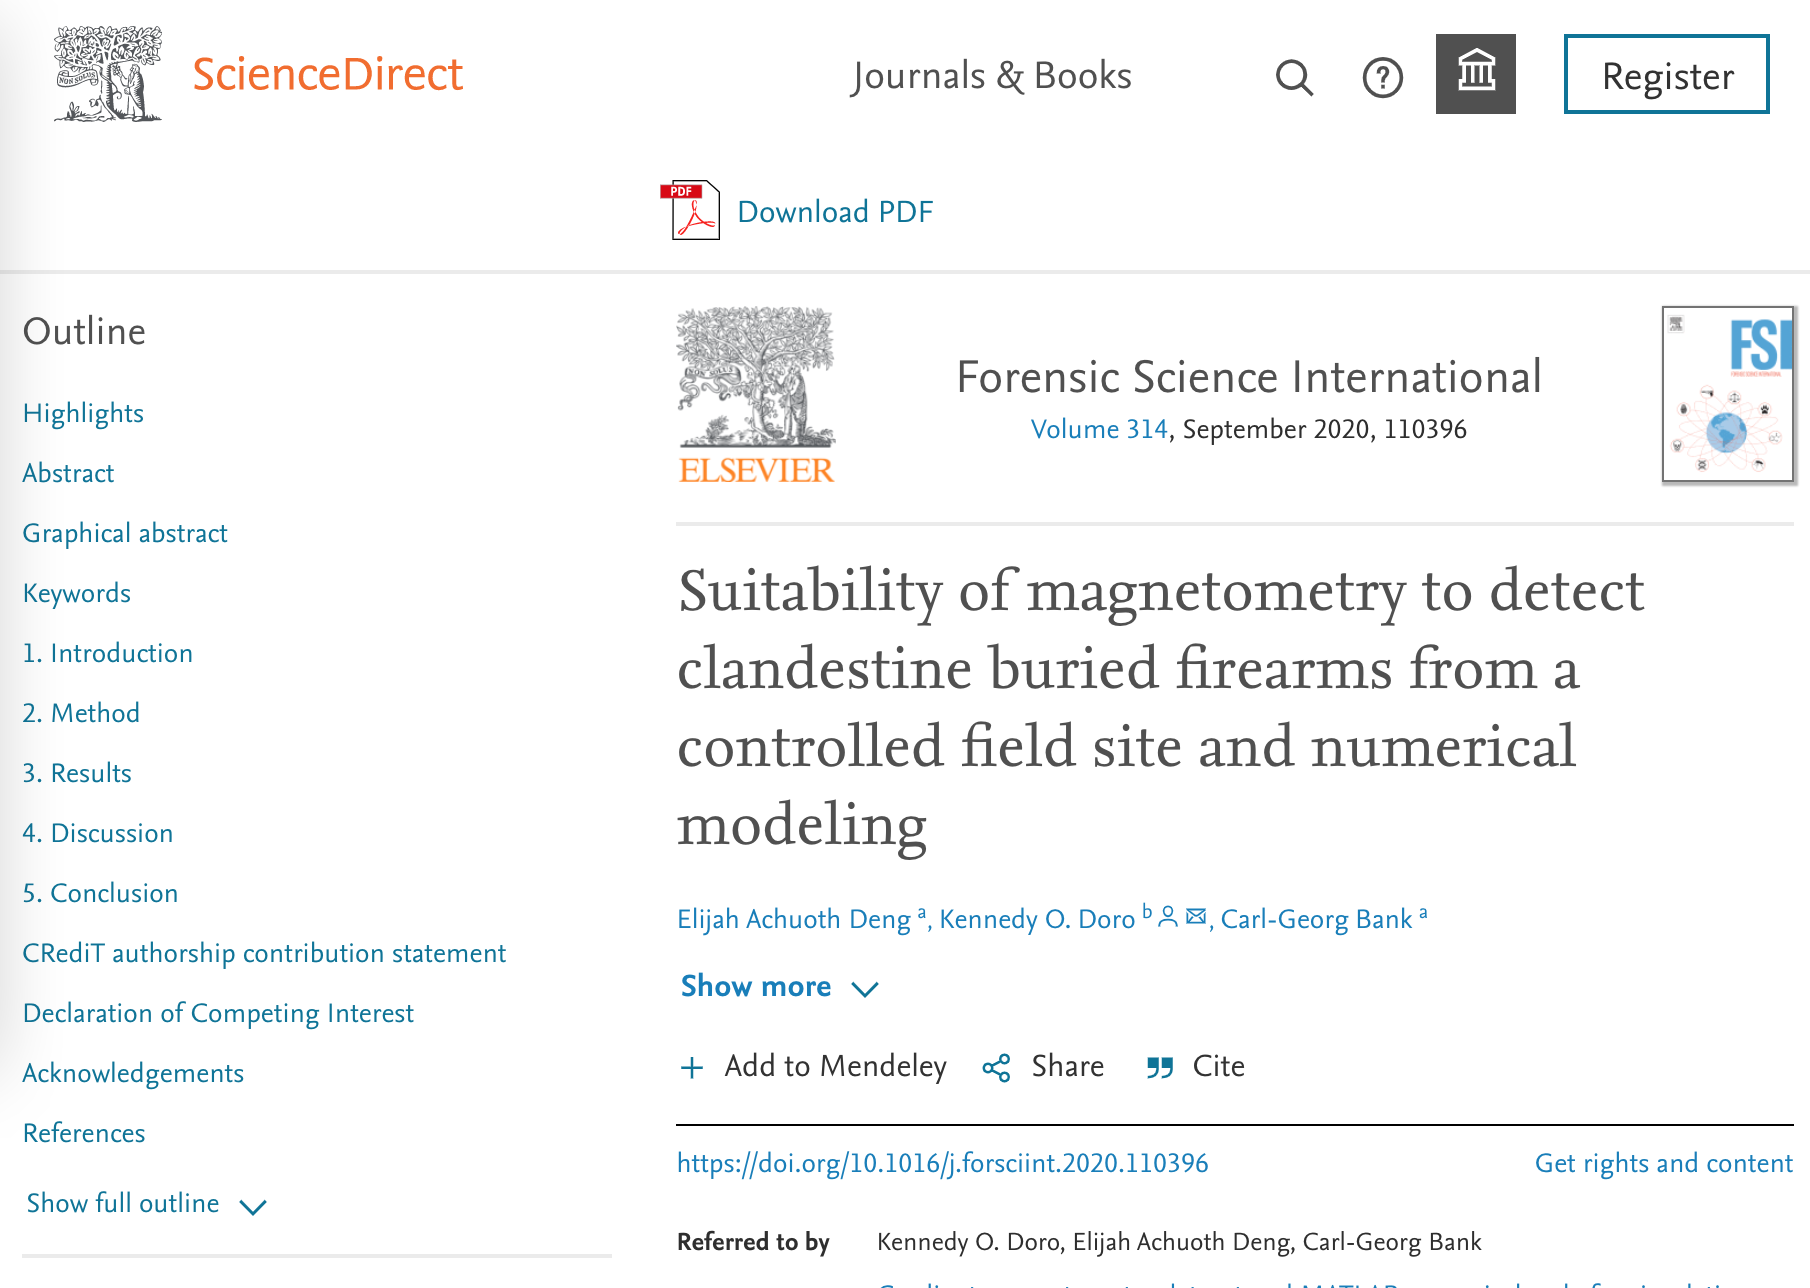 ScienceDirect
Journals & Books
Register
PDF
Download PDF
Outline
Highlights
Abstract
Graphical abstract
Keywords
1. Introduction
2. Method
3. Results
4. Discussion
5. Conclusion
CRediT authorship contribution statement
Declaration of Competing Interest
Acknowledgements
References
Show full outline
NON SOLUS
ELSEVIER
Forensic Science International
Volume 314, September 2020, 110396
FSI
Suitability of magnetometry to detect
clandestine buried firearms from a
controlled field site and numerical
modeling
Elijah Achuoth Deng a, Kennedy O. Doro b, Carl-Georg Bank a
Show more
Add to Mendeley
Share
Cite
https://doi.org/10.1016/j.forsciint.2020.110396
Get rights and content
Referred to by
Kennedy O. Doro, Elijah Achuoth Deng, Carl-Georg Bank